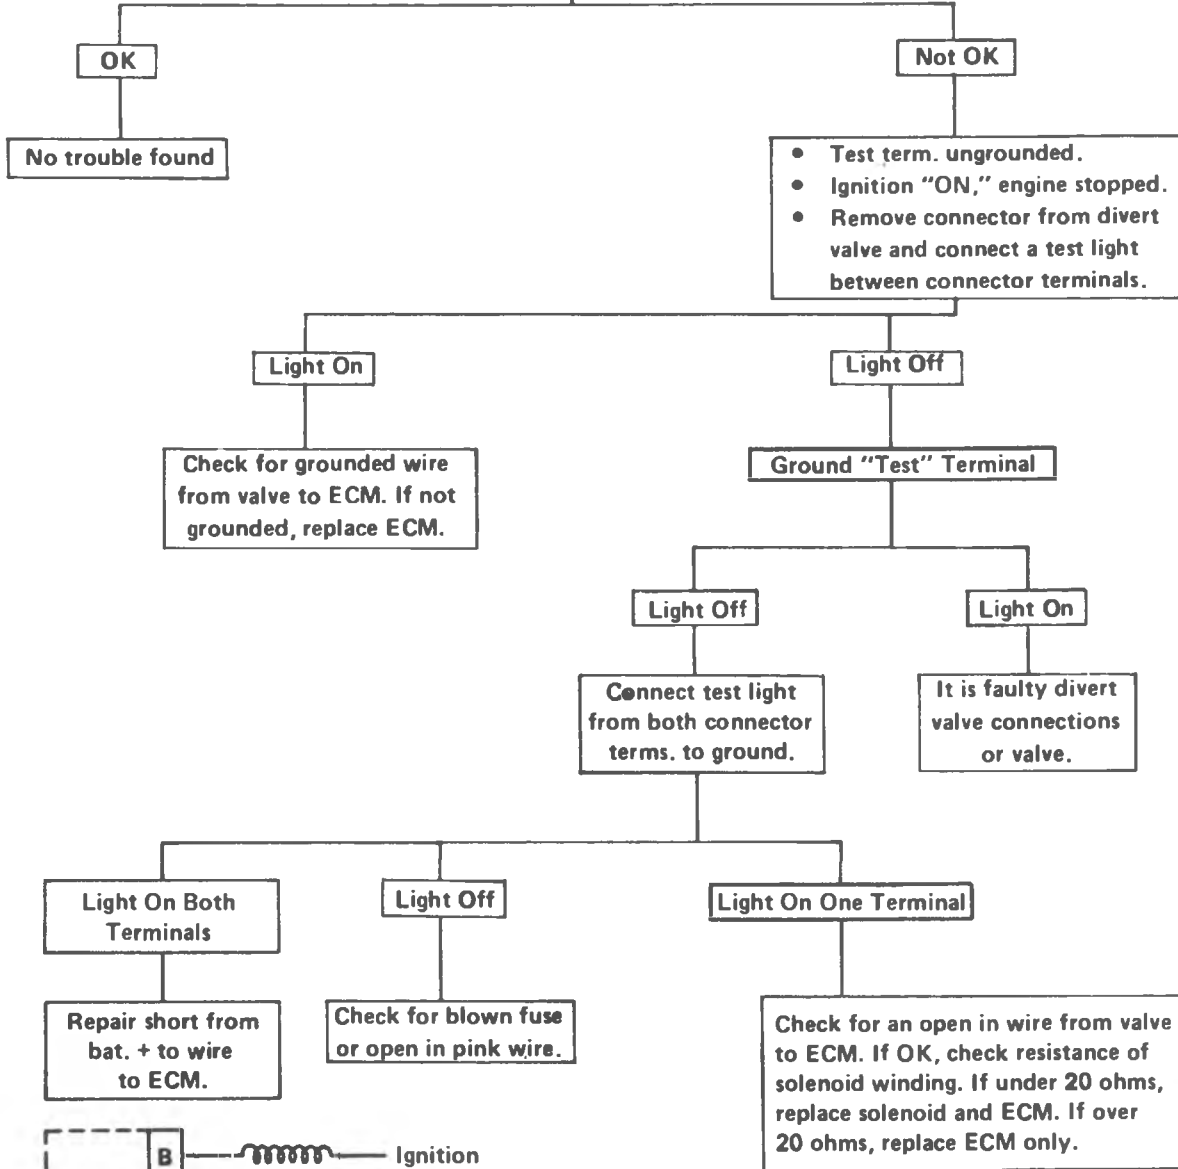 OK
Not OK
No trouble found
• Test term. ungrounded.
• Ignition "ON," engine stopped.
• Remove connector from divert
valve and connect a test light
between connector terminals.
Light On
Light Off
Check for grounded wire
from valve to ECM. If not
grounded, replace ECM.
Ground "Test" Terminal
Light Off
Light On
Connect test light
from both connector
terms. to ground.
It is faulty divert
valve connections
or valve.
Light On Both
Terminals
Light Off
Light On One Terminal
Repair short from
bat. + to wire
to ECM.
Check for blown fuse
or open in pink wire.
Check for an open in wire from valve
to ECM. If OK, check resistance of
solenoid winding. If under 20 ohms,
replace solenoid and ECM. If over
20 ohms, replace ECM only.
B
Ignition